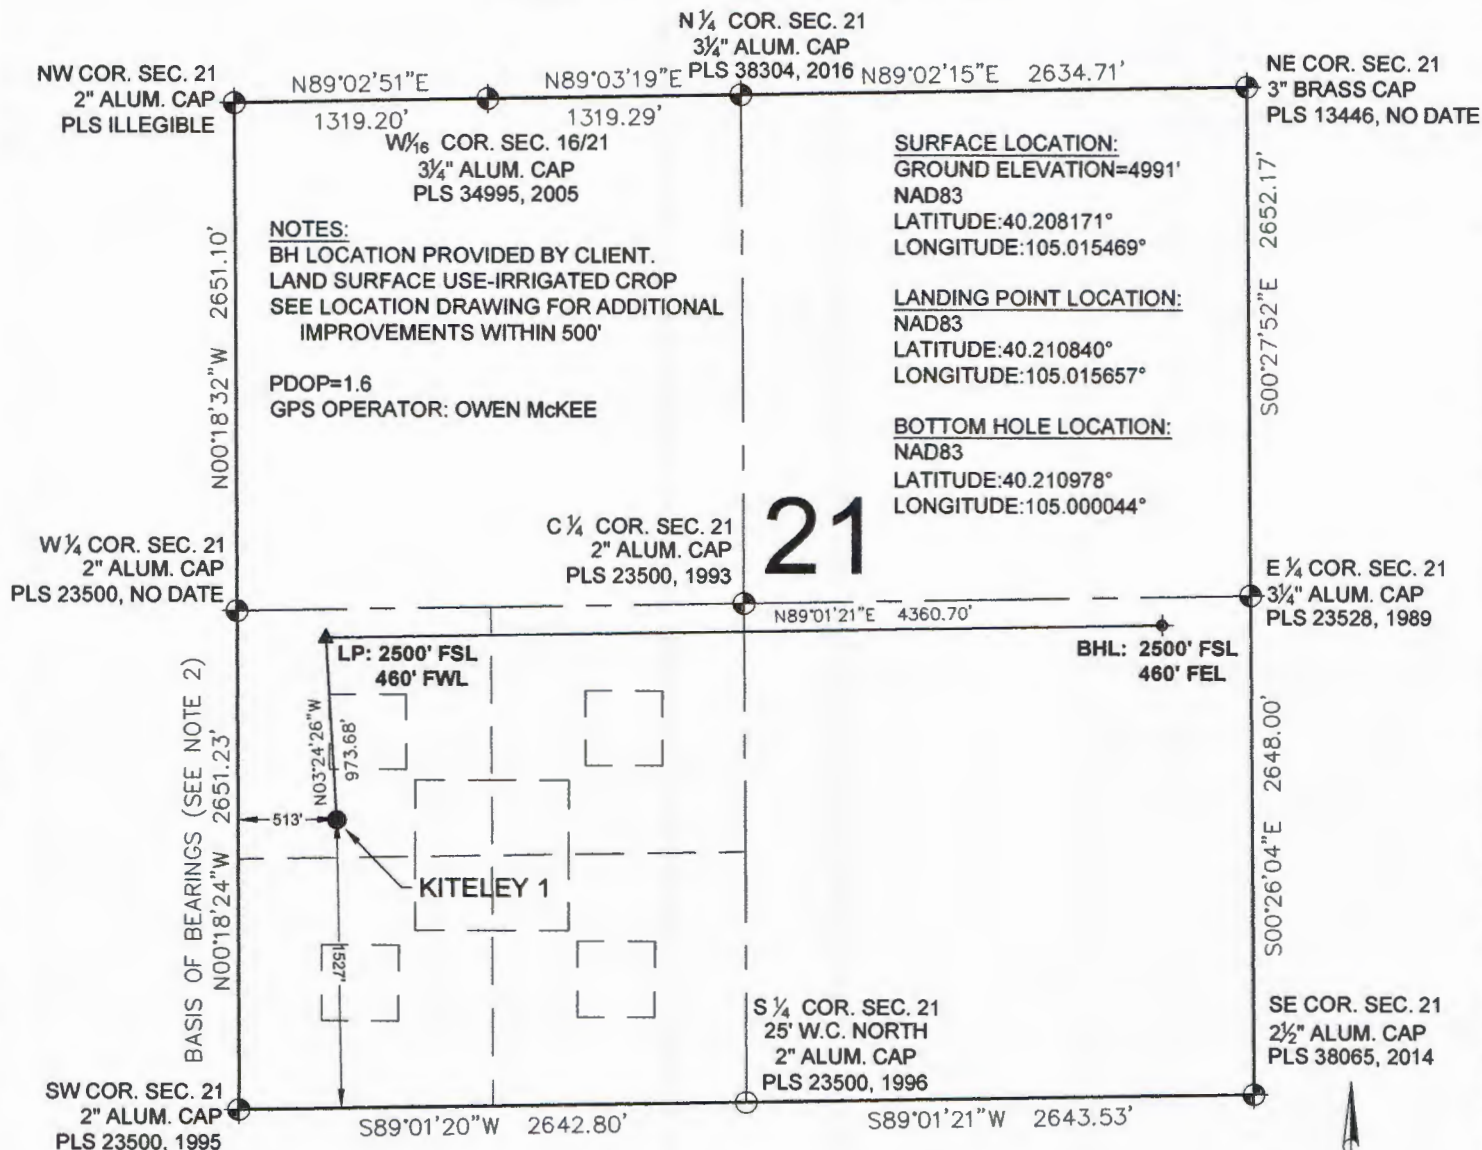 N ¼ COR. SEC. 21
3¼" ALUM. CAP
PLS 38304, 2016
NW COR. SEC. 21
2" ALUM. CAP
PLS ILLEGIBLE
N89°02'51"E
1319.20'
N89°03'19"E
1319.29'
N89°02'15"E 2634.71'
NE COR. SEC. 21
3" BRASS CAP
PLS 13446, NO DATE
W1/16 COR. SEC. 16/21
3¼" ALUM. CAP
PLS 34995, 2005
NOTES:
BH LOCATION PROVIDED BY CLIENT.
LAND SURFACE USE-IRRIGATED CROP
SEE LOCATION DRAWING FOR ADDITIONAL
IMPROVEMENTS WITHIN 500'
PDOP=1.6
GPS OPERATOR: OWEN McKEE
SURFACE LOCATION:
GROUND ELEVATION=4991'
NAD83
LATITUDE:40.208171°
LONGITUDE:105.015469°
LANDING POINT LOCATION:
NAD83
LATITUDE:40.210840°
LONGITUDE:105.015657°
BOTTOM HOLE LOCATION:
NAD83
LATITUDE:40.210978°
LONGITUDE:105.000044°
N00°18'32"W 2651.10'
S00°27'52"E 2652.17'
21
C ¼ COR. SEC. 21
2" ALUM. CAP
PLS 23500, 1993
W ¼ COR. SEC. 21
2" ALUM. CAP
PLS 23500, NO DATE
E ¼ COR. SEC. 21
3¼" ALUM. CAP
PLS 23528, 1989
N89°01'21"E 4360.70'
LP: 2500' FSL
460' FWL
BHL: 2500' FSL
460' FEL
N03°24'26"W
973.68'
513'
KITELEY 1
1527'
BASIS OF BEARINGS (SEE NOTE 2)
N00°18'24"W 2651.23'
S00°26'04"E 2648.00'
S ¼ COR. SEC. 21
25' W.C. NORTH
2" ALUM. CAP
PLS 23500, 1996
SE COR. SEC. 21
2½" ALUM. CAP
PLS 38065, 2014
SW COR. SEC. 21
2" ALUM. CAP
PLS 23500, 1995
S89°01'20"W 2642.80'
S89°01'21"W 2643.53'